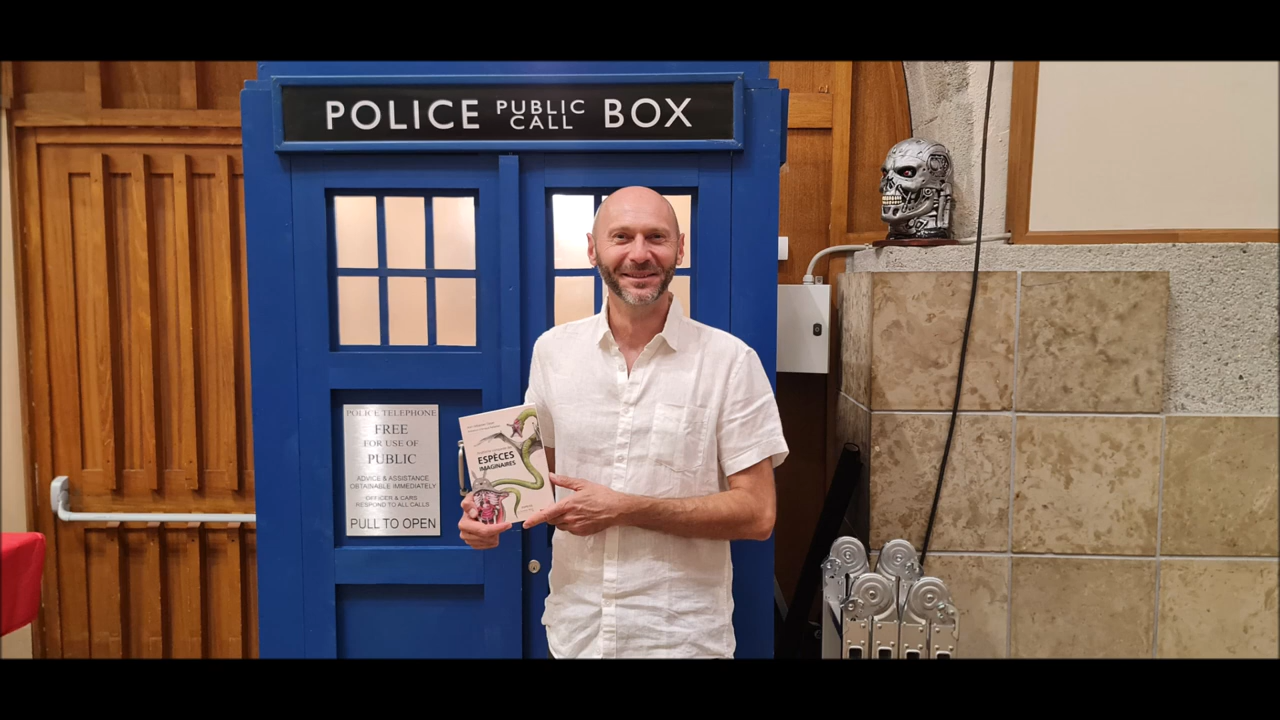 POLICE PUBLIC CALL BOX
POLICE TELEPHONE
FREE
FOR USE OF
PUBLIC
ADVICE & ASSISTANCE
OBTAINABLE IMMEDIATELY
OFFICER & CARS
RESPOND TO ALL CALLS
PULL TO OPEN
ESPÈCES
IMAGINAIRES